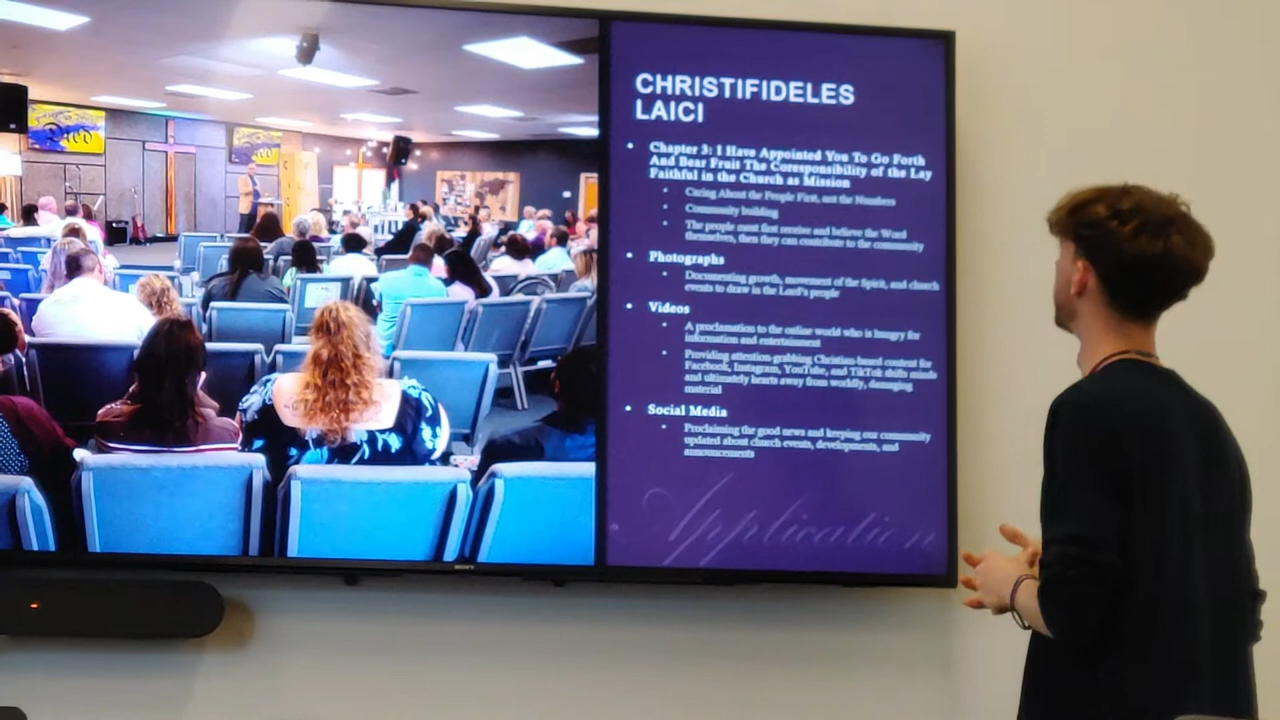 CHRISTIFIDELES
LAICI
• Chapter 3: I Have Appointed You To Go Forth
And Bear Fruit The Coresponsibility of the Lay
Faithful in the Church as Mission
• Caring About the People First, not the Numbers
• Community building
• The people must first receive and believe the Word
themselves, then they can contribute to the community
• Photographs
• Documenting growth, movement of the Spirit, and church
events to draw in the Lord's people
• Videos
• A proclamation to the online world who is hungry for
information and entertainment
• Providing attention-grabbing Christian-based content for
Facebook, Instagram, YouTube, and TikTok shifts minds
and ultimately hearts away from worldly, damaging
material
• Social Media
• Proclaiming the good news and keeping our community
updated about church events, developments, and
announcements
Application
SONY